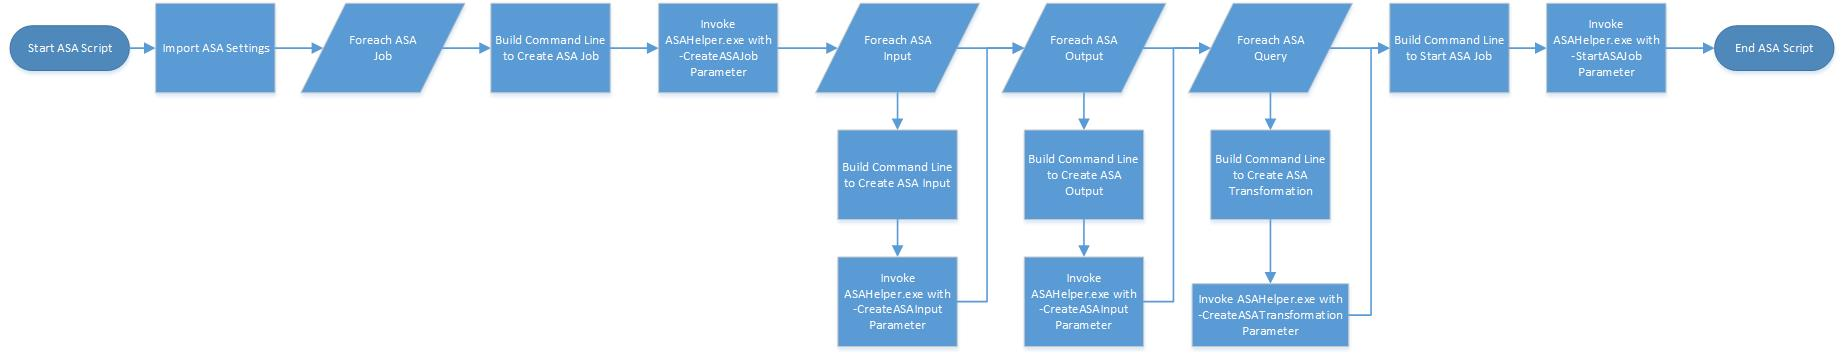 Start ASA Script
Import ASA Settings
Foreach ASA
Job
Build Command Line
to Create ASA Job
Invoke
ASAHelper.exe with
-CreateASAJob
Parameter
Foreach ASA
Input
Foreach ASA
Output
Foreach ASA
Query
Build Command Line
to Start ASA Job
Invoke
ASAHelper.exe with
-StartASAJob
Parameter
End ASA Script
Build Command Line
to Create ASA Input
Build Command Line
to Create ASA
Output
Build Command Line
to Create ASA
Transformation
Invoke
ASAHelper.exe with
-CreateASAInput
Parameter
Invoke
ASAHelper.exe with
-CreateASAInput
Parameter
Invoke ASAHelper.exe with
-CreateASATransformation
Parameter